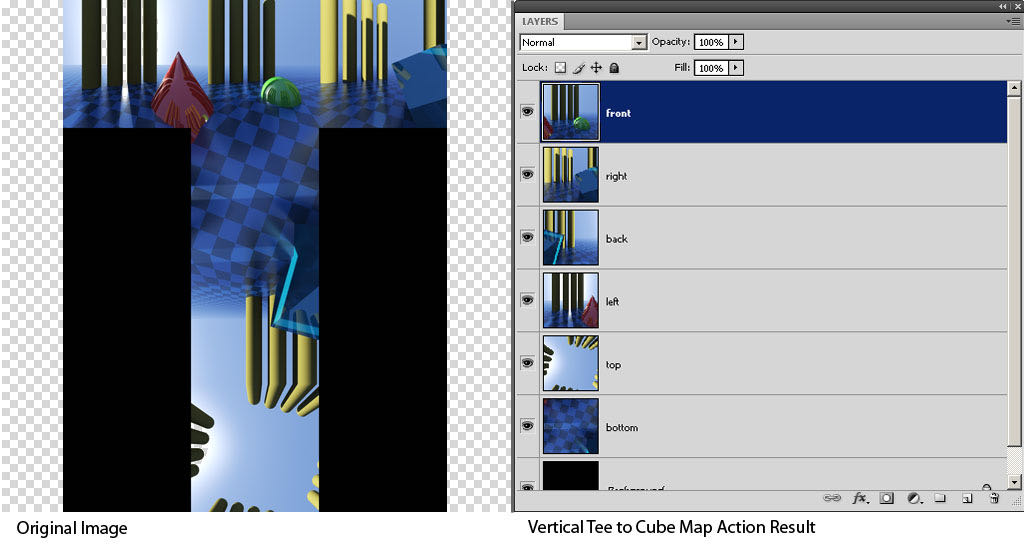 LAYERS
Normal Opacity: 100%
Lock: Fill: 100%
front
right
back
left
top
bottom
Background
fx
Original Image
Vertical Tee to Cube Map Action Result